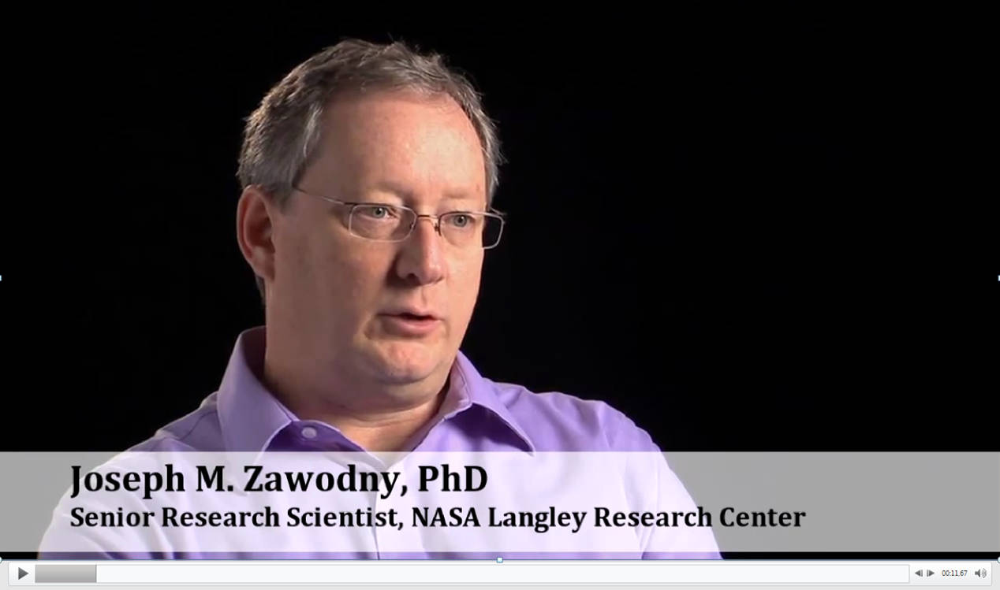 Joseph M. Zawodny, PhD
Senior Research Scientist, NASA Langley Research Center
00:11,67